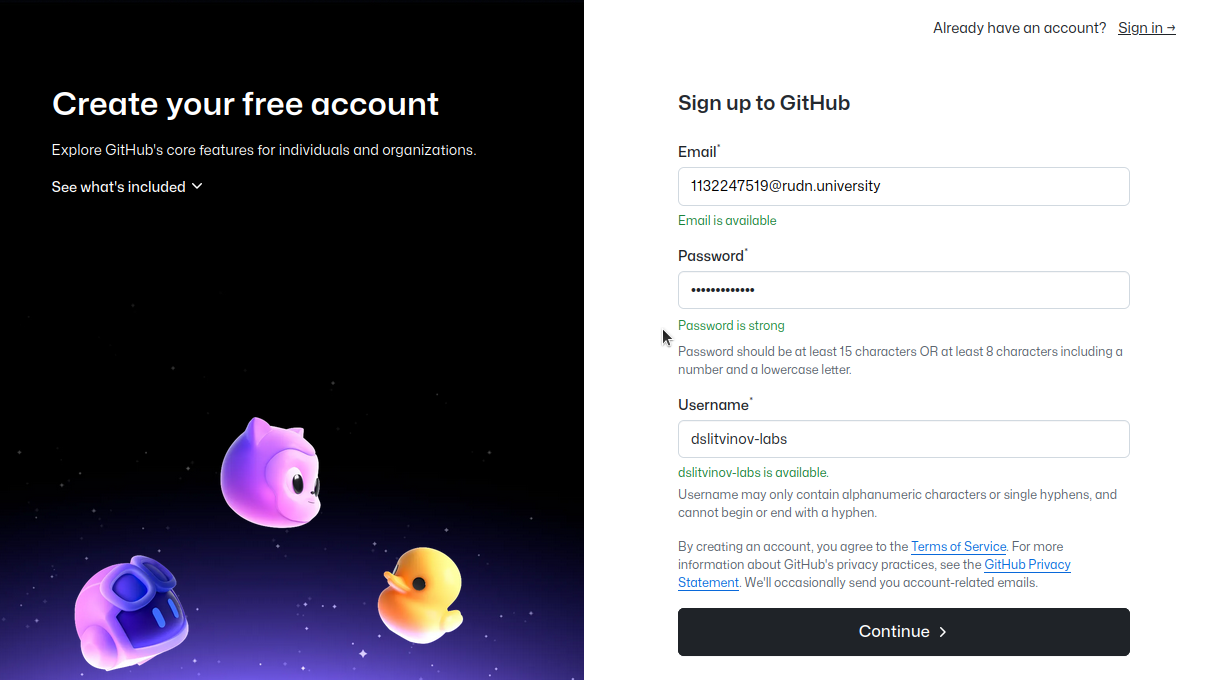 Already have an account? Sign in →
Create your free account
Explore GitHub's core features for individuals and organizations.
See what's included
Sign up to GitHub
Email*
1132247519@rudn.university
Email is available
Password*
•••••••••••••
Password is strong
Password should be at least 15 characters OR at least 8 characters including a
number and a lowercase letter.
Username*
dslitvinov-labs
dslitvinov-labs is available.
Username may only contain alphanumeric characters or single hyphens, and
cannot begin or end with a hyphen.
By creating an account, you agree to the Terms of Service. For more
information about GitHub's privacy practices, see the GitHub Privacy
Statement. We'll occasionally send you account-related emails.
Continue